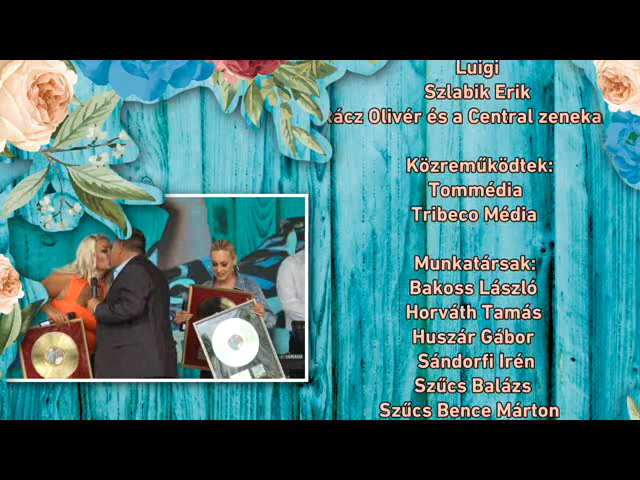 Luigi
Szlabik Erik
ácz Olivér és a Central zeneka
Közreműködtek:
Tommédia
Tribeco Média
Munkatársak:
Bakoss László
Horváth Tamás
Huszár Gábor
Sándorfi Irén
Szűcs Balázs
Szűcs Bence Márton
YAMAHA